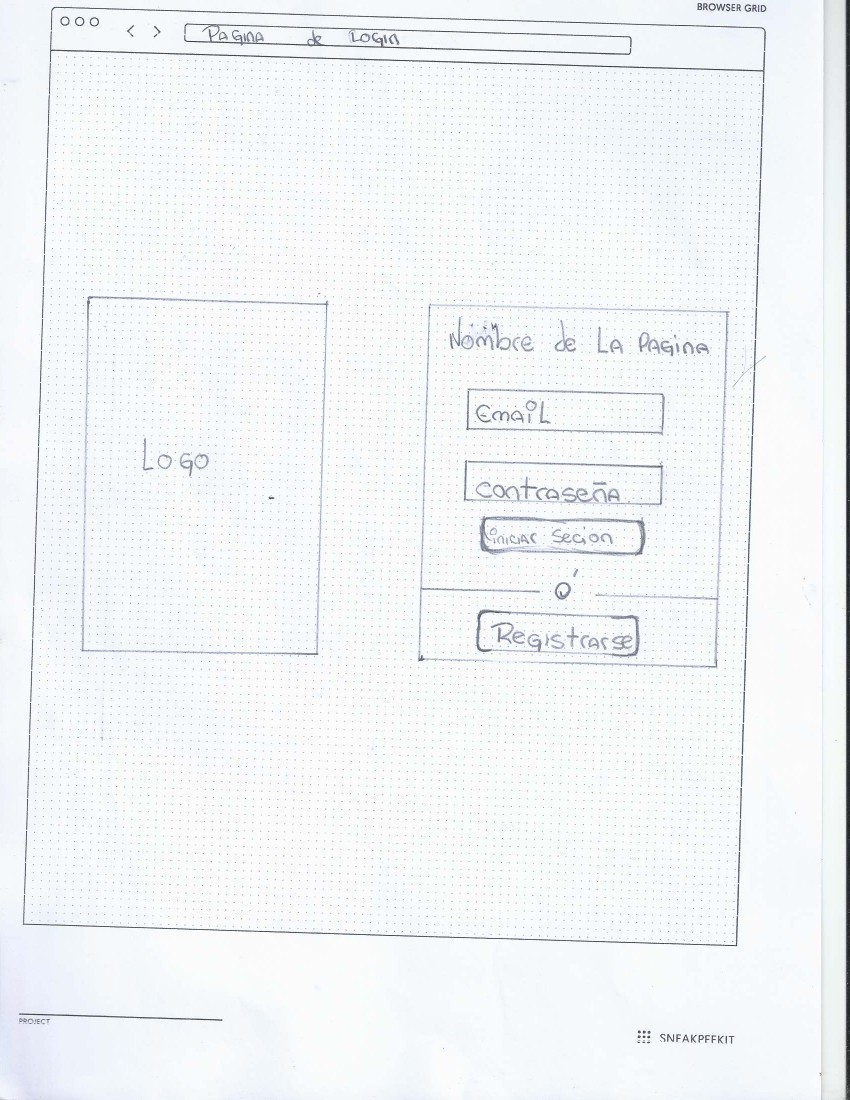 BROWSER GRID
PAGINA de LOGIN
Nombre de LA PAGINA
EmaiL
LOGO
contraseña
iniciar Secion
Ó
Registrarse
PROJECT
SNEAKPEEKIT